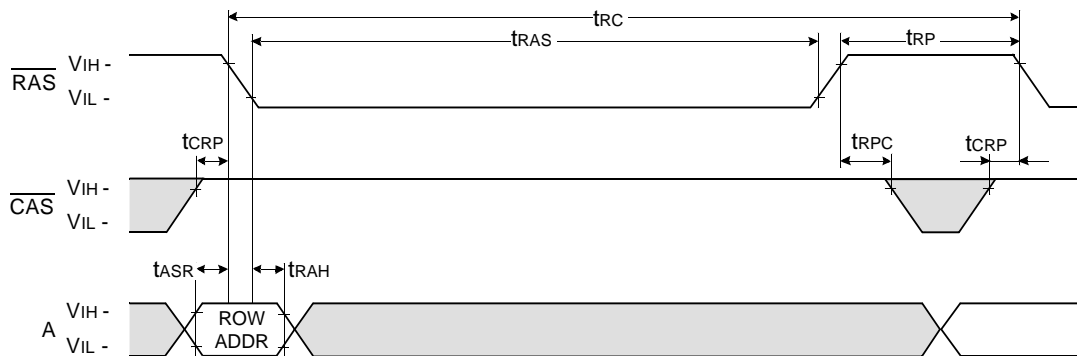 tRC
tRAS
tRP
RAS
VIH -
VIL -
tCRP
tRPC
tCRP
CAS
VIH -
VIL -
tASR
tRAH
A
VIH -
VIL -
ROW
ADDR